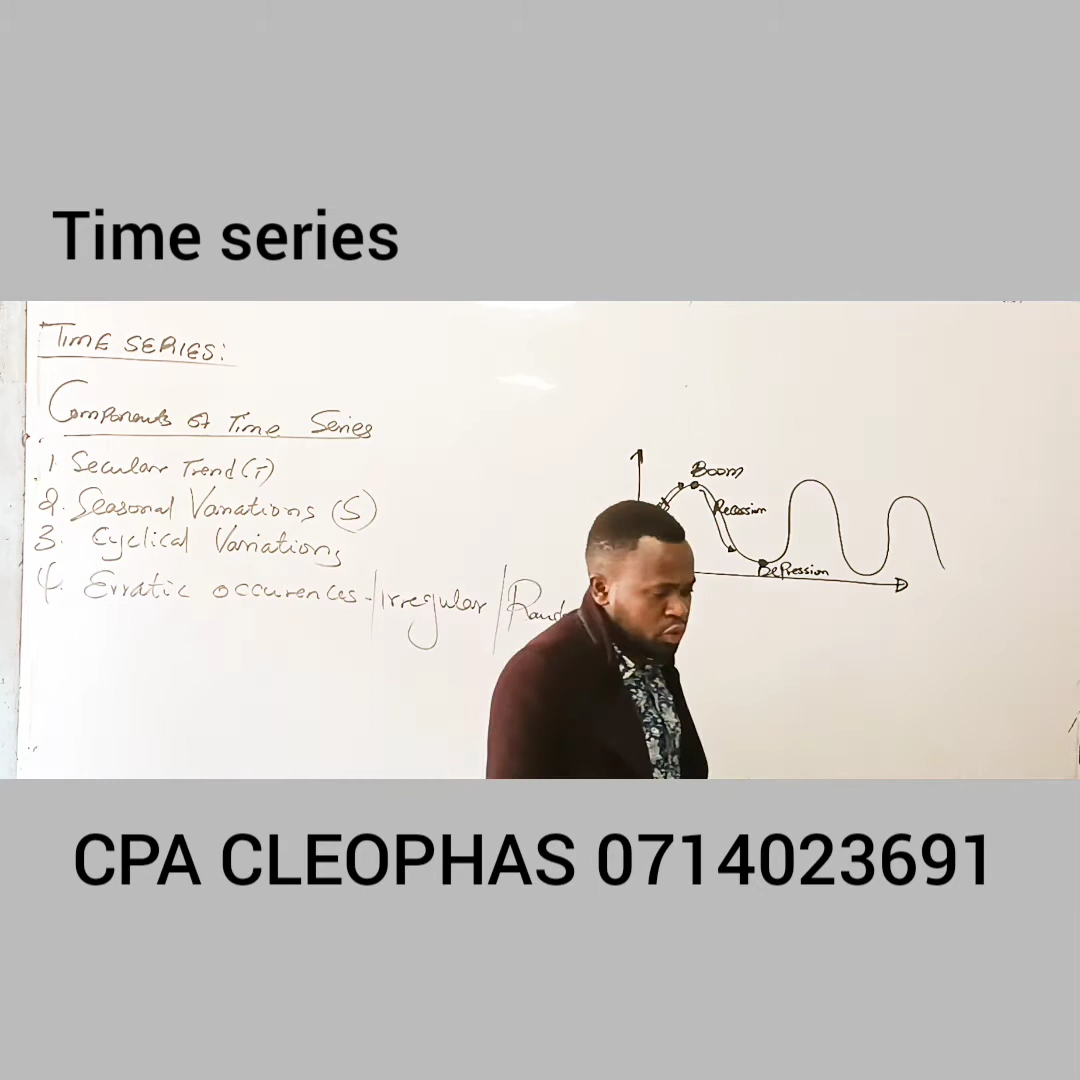 Time series
TIME SERIES:
Components of Time Series
1. Secular Trend (T)
2. Seasonal Variations (S)
3. Cyclical Variations
4. Erratic occurences - /Irregular /Rand
Boom
Recession
Depression
CPA CLEOPHAS 0714023691